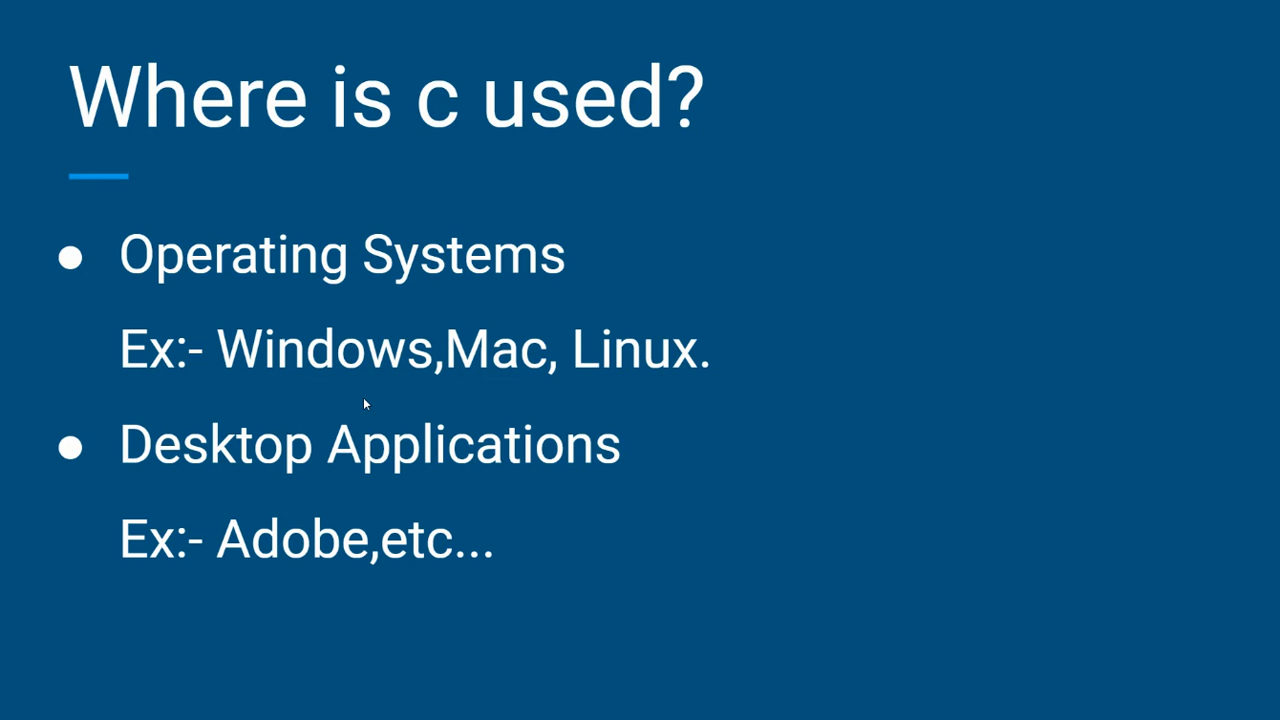 Where is c used?
● Operating Systems
Ex:- Windows,Mac, Linux.
● Desktop Applications
Ex:- Adobe,etc...